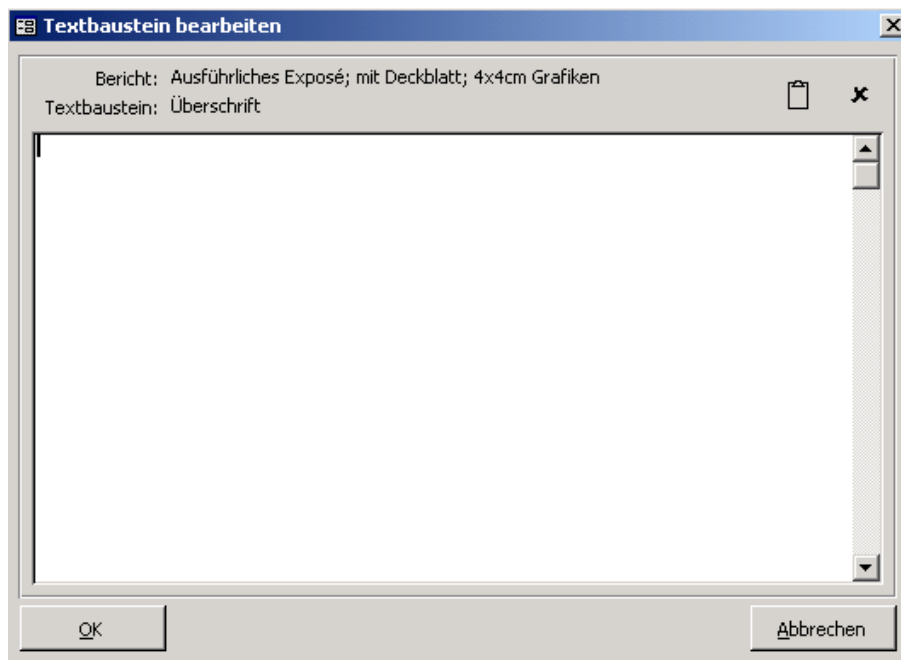 Textbaustein bearbeiten
Bericht: Ausführliches Exposé; mit Deckblatt; 4x4cm Grafiken
Textbaustein: Überschrift
OK
Abbrechen